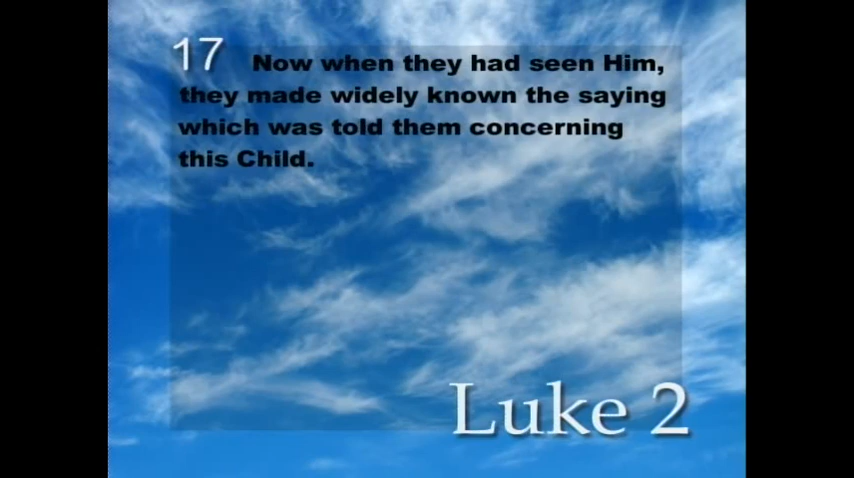 17 Now when they had seen Him,
they made widely known the saying
which was told them concerning
this Child.
Luke 2